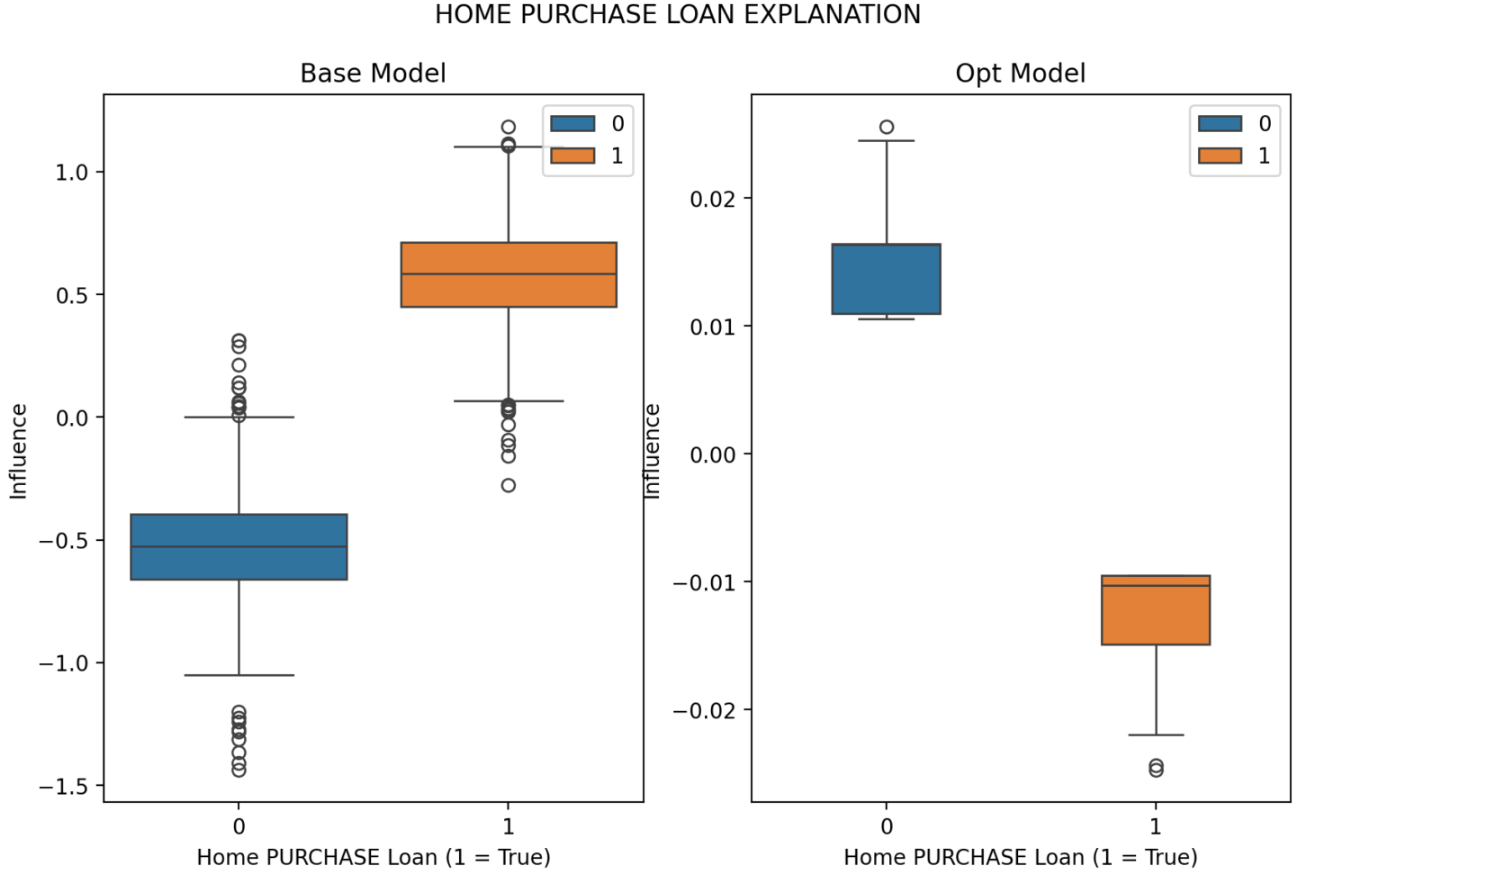 HOME PURCHASE LOAN EXPLANATION
Base Model
0
1
1.0
0.5
0.0
−0.5
−1.0
−1.5
Influence
0
1
Home PURCHASE Loan (1 = True)
Opt Model
0
1
0.02
0.01
0.00
−0.01
−0.02
Influence
0
1
Home PURCHASE Loan (1 = True)